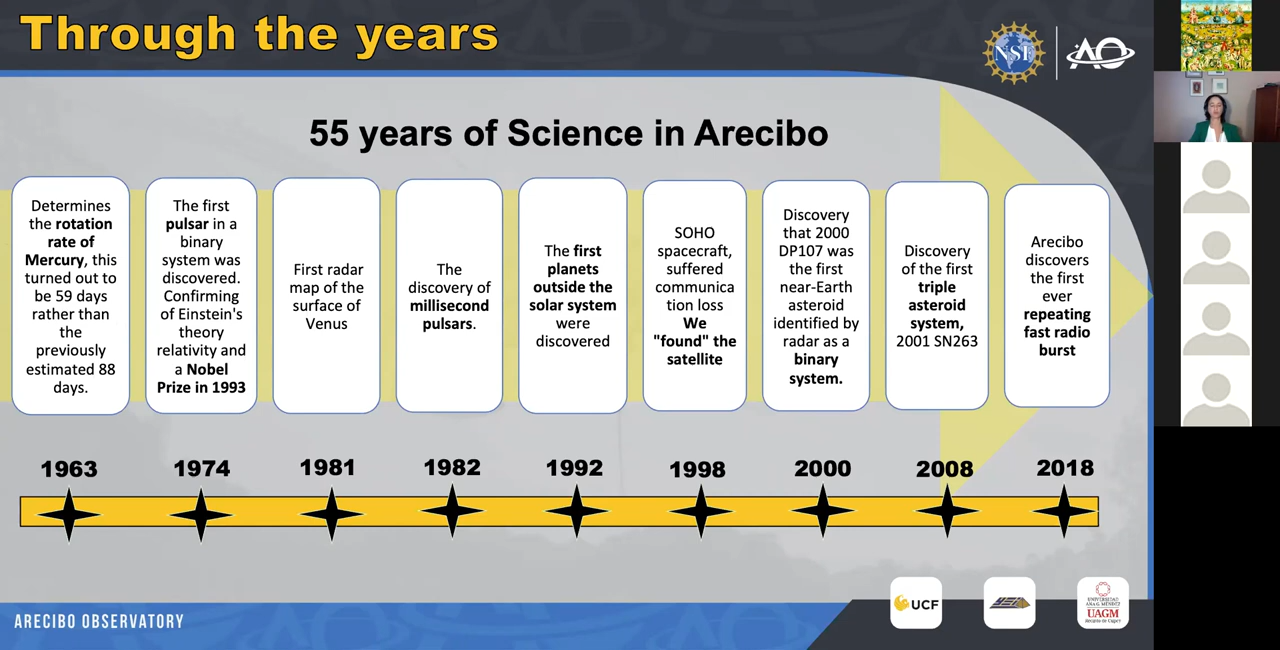 Through the years
NSF
AO
55 years of Science in Arecibo
Determines
the rotation
rate of
Mercury, this
turned out to
be 59 days
rather than
the
previously
estimated 88
days.
The first
pulsar in a
binary
system was
discovered.
Confirming
of Einstein's
theory
relativity and
a Nobel
Prize in 1993
First radar
map of the
surface of
Venus
The
discovery of
millisecond
pulsars.
The first
planets
outside the
solar system
were
discovered
SOHO
spacecraft,
suffered
communica
tion loss
We
"found" the
satellite
Discovery
that 2000
DP107 was
the first
near-Earth
asteroid
identified by
radar as a
binary
system.
Discovery
of the first
triple
asteroid
system,
2001 SN263
Arecibo
discovers
the first
ever
repeating
fast radio
burst
1963 1974 1981 1982 1992 1998 2000 2008 2018
ARECIBO OBSERVATORY
UCF
UNIVERSIDAD
ANA G. MÉNDEZ
UAGM